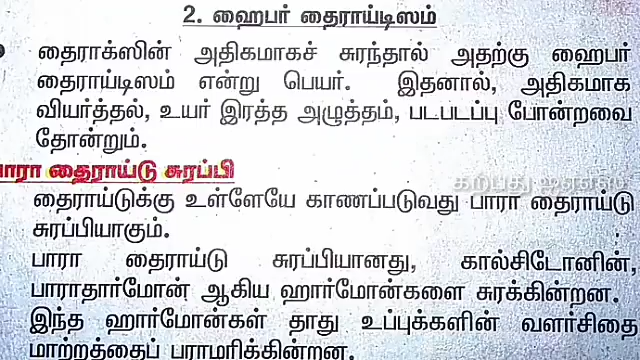 2. ஹைபர் தைராய்டிஸம்
தைராக்ஸின் அதிகமாகச் சுரந்தால் அதற்கு ஹைபர்
தைராய்டிஸம் என்று பெயர். இதனால், அதிகமாக
வியர்த்தல், உயர் இரத்த அழுத்தம், படபடப்பு போன்றவை
தோன்றும்.
பாரா தைராய்டு சுரப்பி
கற்பது
தைராய்டுக்கு உள்ளேயே காணப்படுவது பாரா தைராய்டு
சுரப்பியாகும்.
பாரா தைராய்டு சுரப்பியானது, கால்சிடோனின்,
பாராதார்மோன் ஆகிய ஹார்மோன்களை சுரக்கின்றன.
இந்த ஹார்மோன்கள் தாது உப்புக்களின் வளர்சிதை
மாற்றத்தைப் பராமரிக்கின்றன.